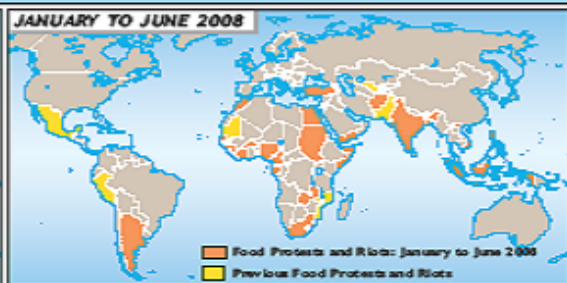 JANUARY TO JUNE 2008
Food Protests and Riots: January to June 2008
Previous Food Protests and Riots